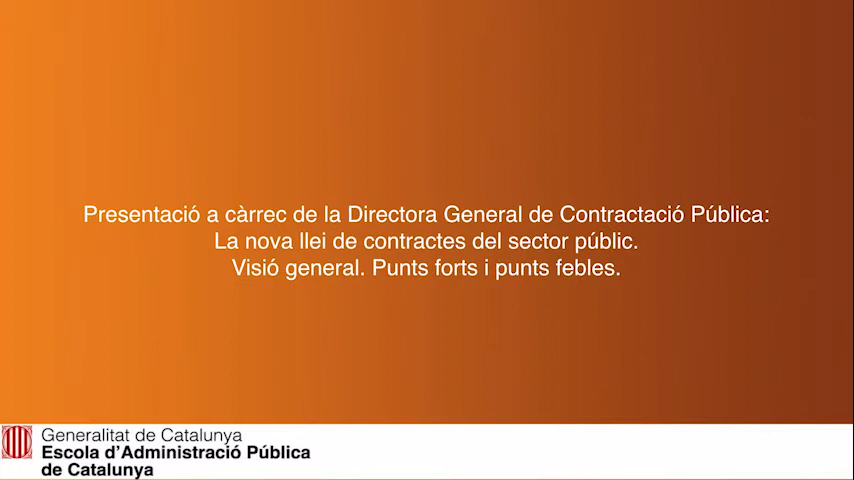 Presentació a càrrec de la Directora General de Contractació Pública:
La nova llei de contractes del sector públic.
Visió general. Punts forts i punts febles.
Generalitat de Catalunya
Escola d'Administració Pública
de Catalunya